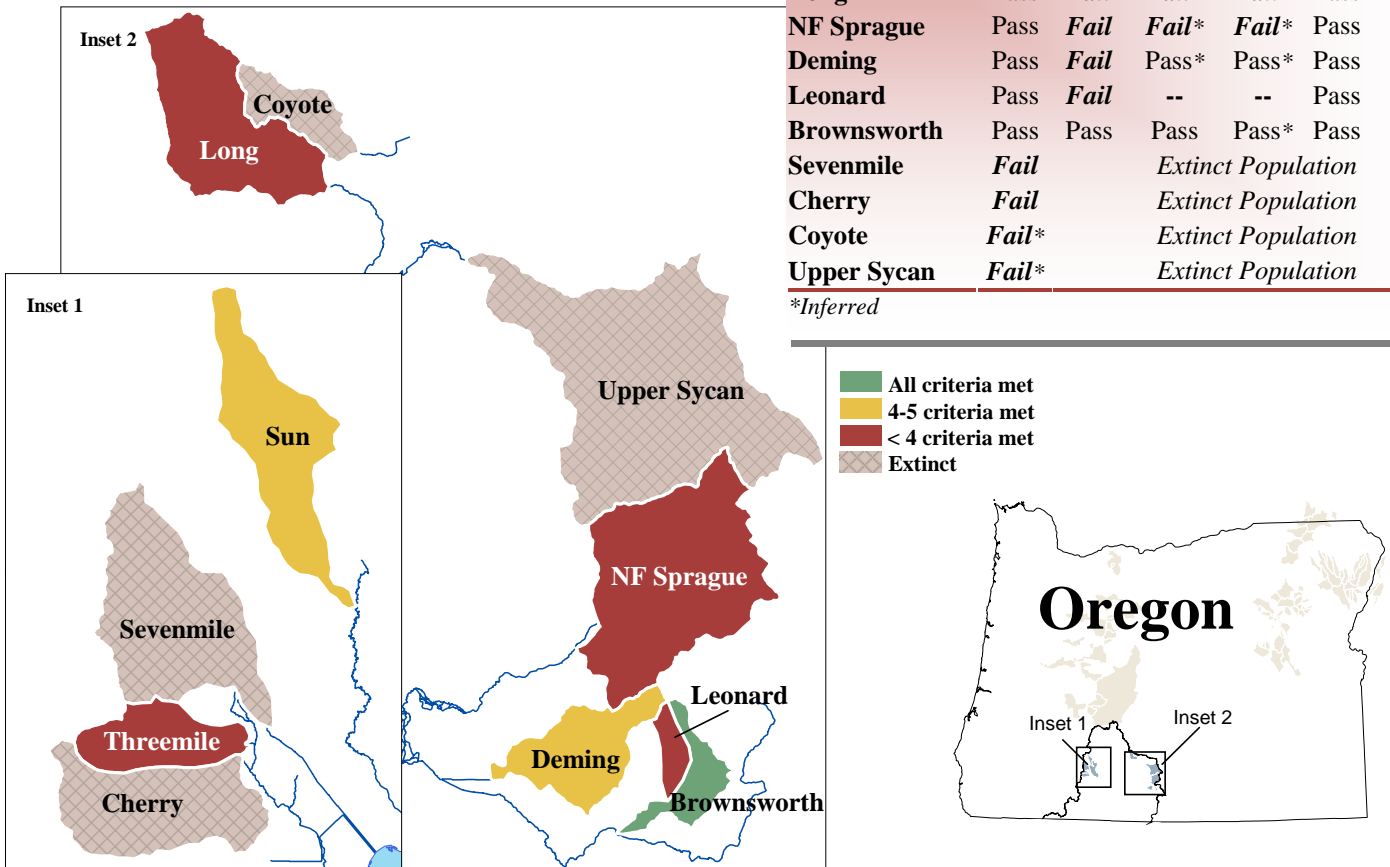 NF Sprague Pass Fail Fail* Fail* Pass
Deming Pass Fail Pass* Pass* Pass
Leonard Pass Fail -- -- Pass
Brownsworth Pass Pass Pass Pass* Pass
Sevenmile Fail Extinct Population
Cherry Fail Extinct Population
Coyote Fail* Extinct Population
Upper Sycan Fail* Extinct Population
*Inferred
Inset 2
Coyote
Long
Inset 1
Sun
Sevenmile
Threemile
Cherry
Upper Sycan
NF Sprague
Leonard
Deming
Brownsworth
All criteria met
4-5 criteria met
< 4 criteria met
Extinct
Oregon
Inset 1
Inset 2